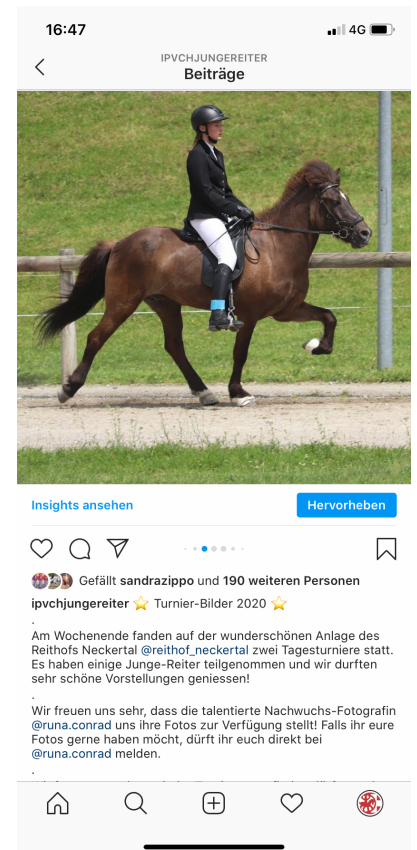 16:47
4G
IPVCHJUNGEREITER
Beiträge
Insights ansehen
Hervorheben
Gefällt sandrazippo und 190 weiteren Personen
ipvchjungereiter ⭐ Turnier-Bilder 2020 ⭐
.
Am Wochenende fanden auf der wunderschönen Anlage des
Reithofs Neckertal @reithof_neckertal zwei Tagesturniere statt.
Es haben einige Junge-Reiter teilgenommen und wir durften
sehr schöne Vorstellungen geniessen!
.
Wir freuen uns sehr, dass die talentierte Nachwuchs-Fotografin
@runa.conrad uns ihre Fotos zur Verfügung stellt! Falls ihr eure
Fotos gerne haben möcht, dürft ihr euch direkt bei
@runa.conrad melden.
.